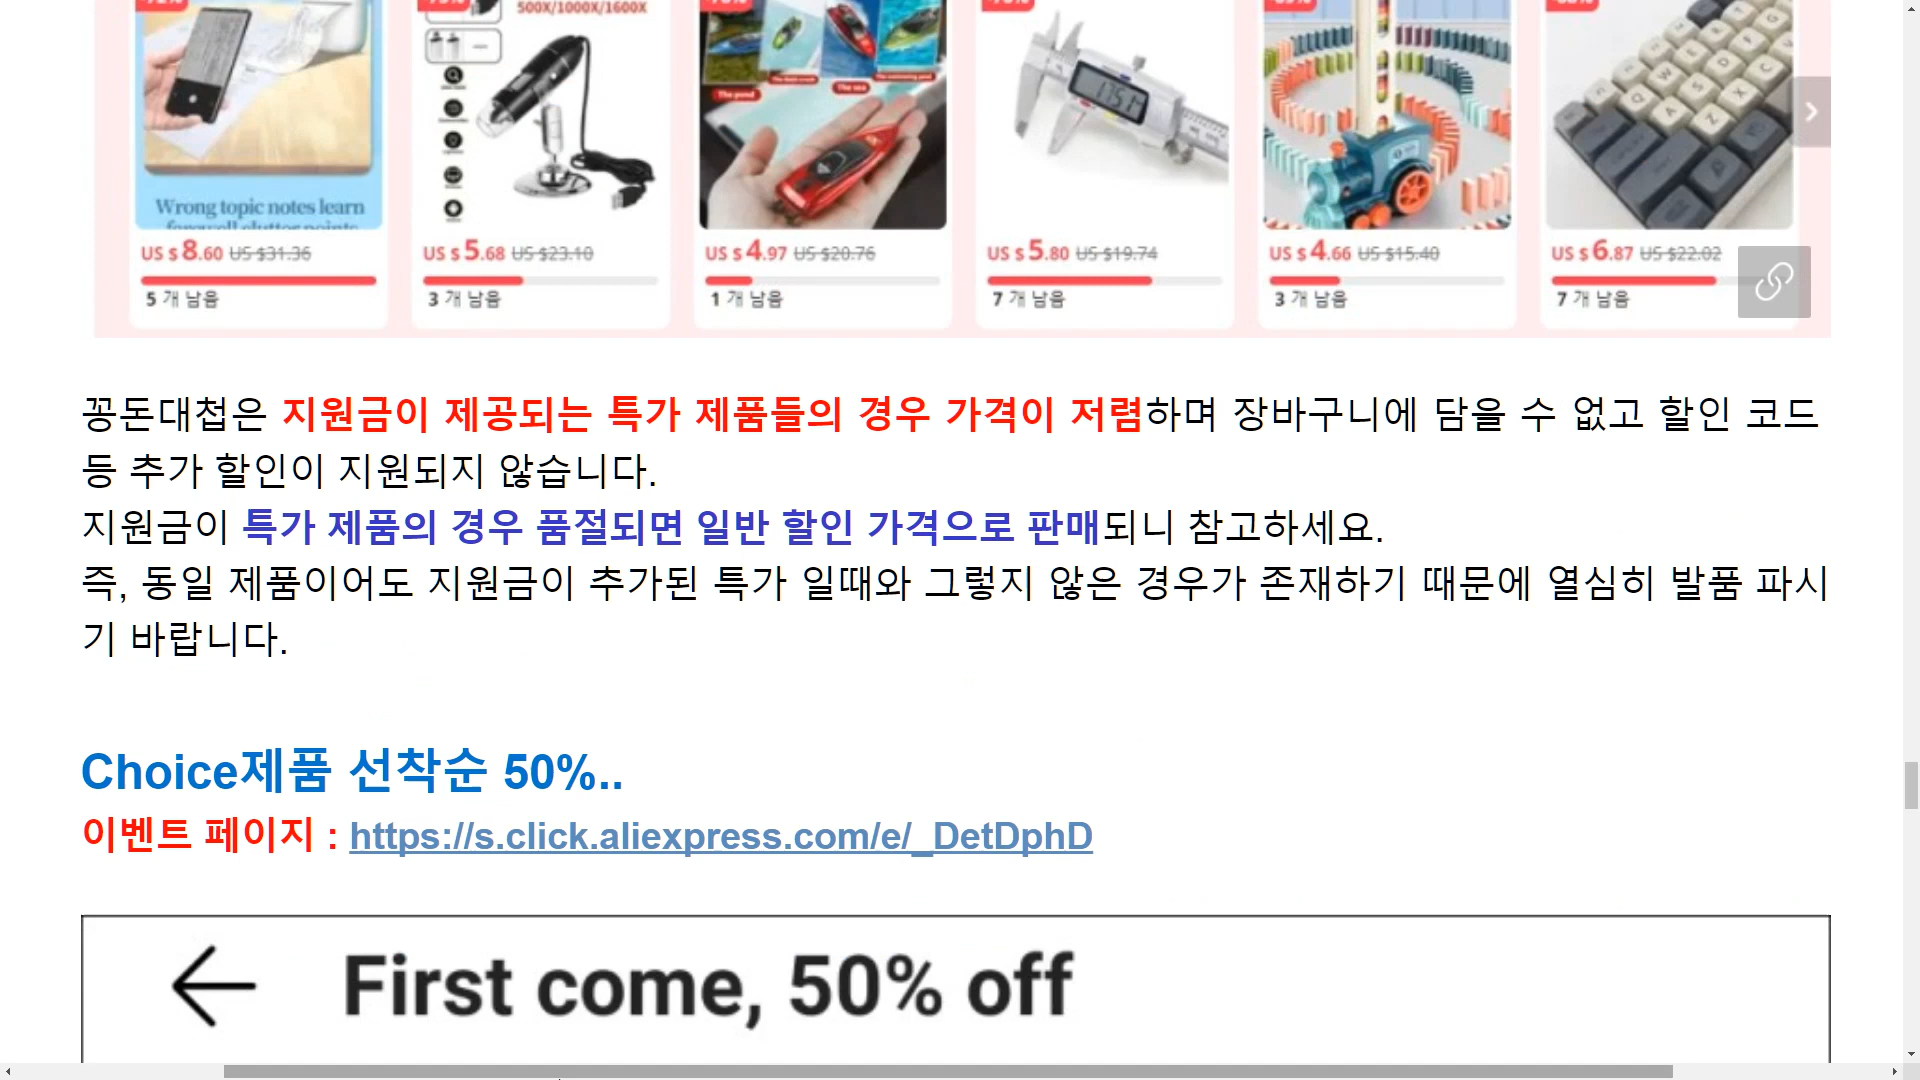 500X/1000X/1600X
The pond
The sea
Wrong topic notes learn
US $8.60 US $31.36
5 개 남음
US $5.68 US $23.10
3 개 남음
US $4.97 US $20.76
1 개 남음
US $5.80 US $19.74
7 개 남음
US $4.66 US $15.40
3 개 남음
US $6.87 US $22.02
7 개 남음
꽁돈대첩은 지원금이 제공되는 특가 제품들의 경우 가격이 저렴하며 장바구니에 담을 수 없고 할인 코드
등 추가 할인이 지원되지 않습니다.
지원금이 특가 제품의 경우 품절되면 일반 할인 가격으로 판매되니 참고하세요.
즉, 동일 제품이어도 지원금이 추가된 특가 일때와 그렇지 않은 경우가 존재하기 때문에 열심히 발품 파시
기 바랍니다.
Choice제품 선착순 50%..
이벤트 페이지 : https://s.click.aliexpress.com/e/_DetDphD
First come, 50% off